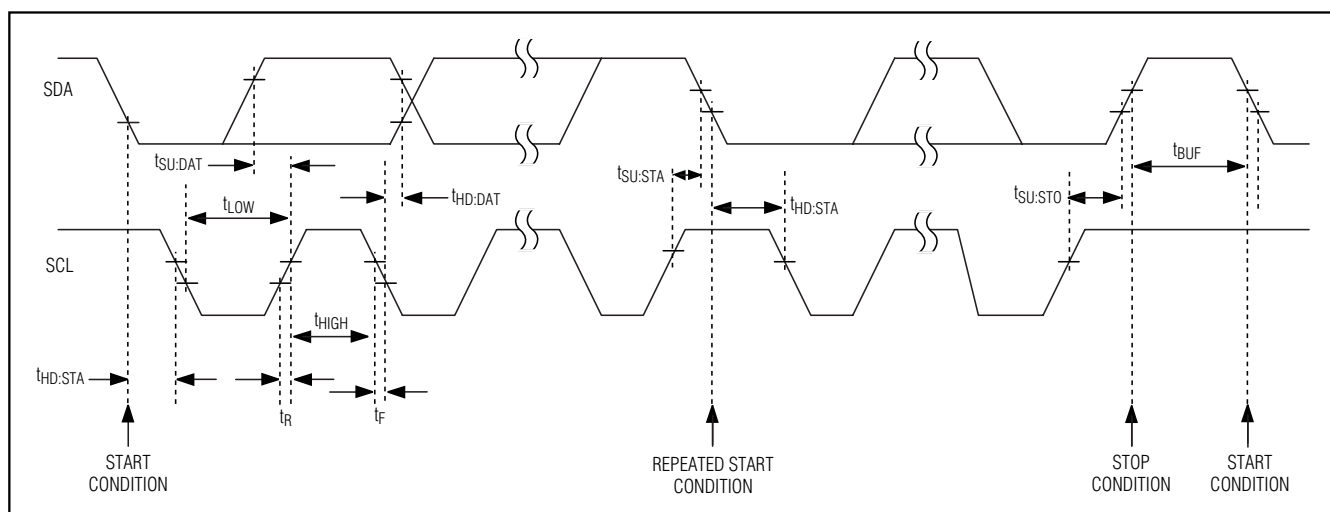 SDA
tSU:DAT
tHD:DAT
tLOW
tSU:STA
tHD:STA
tSU:STO
tBUF
SCL
tHIGH
tHD:STA
tR
tF
START
CONDITION
REPEATED START
CONDITION
STOP
CONDITION
START
CONDITION